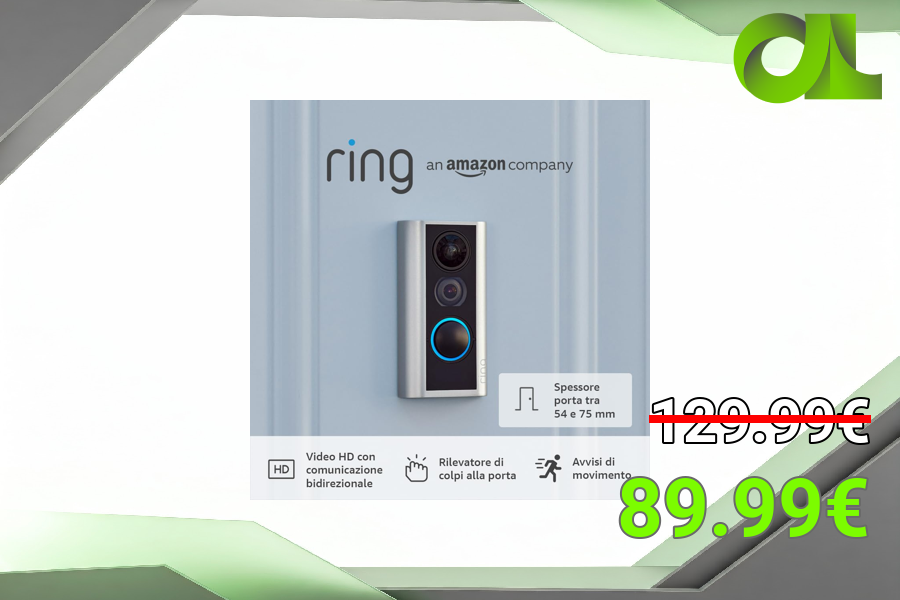 ring an amazon company
ring
Spessore
porta tra
54 e 75 mm
129.99€
HD
Video HD con
comunicazione
bidirezionale
Rilevatore di
colpi alla porta
Avvisi di
movimento
89.99€